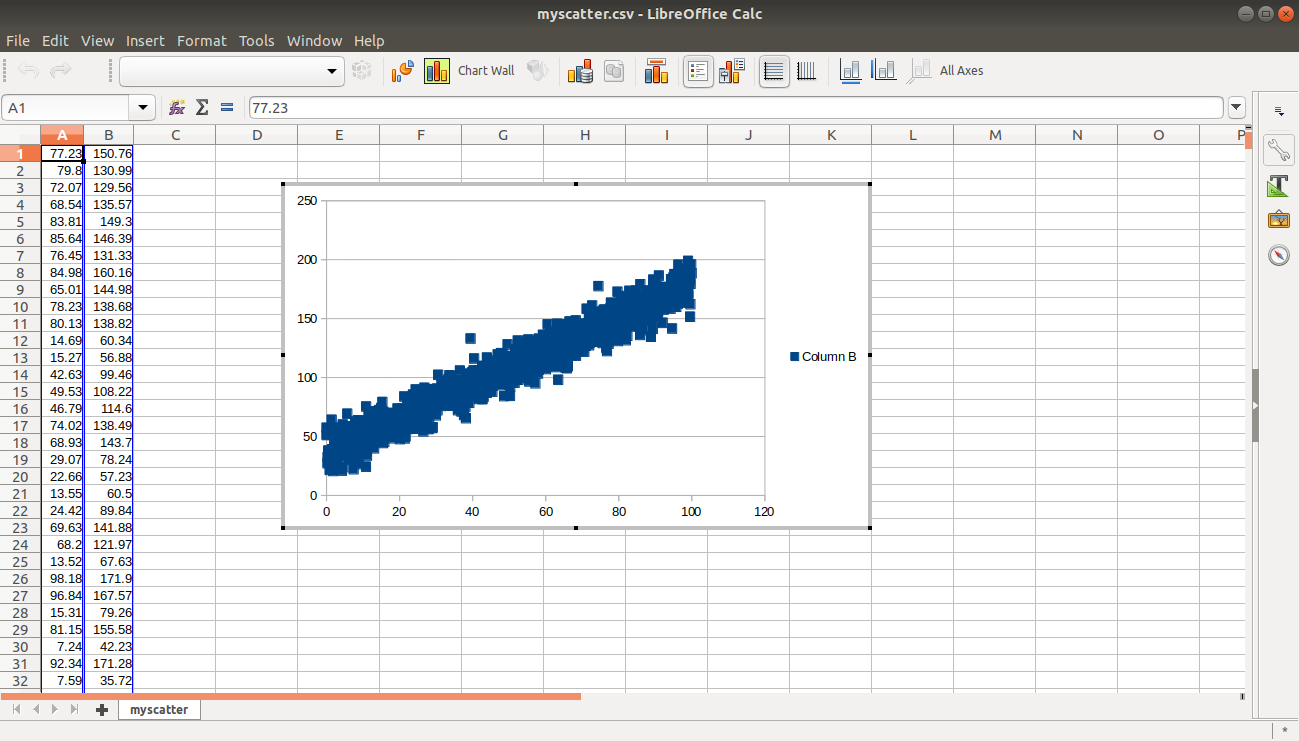 myscatter.csv - LibreOffice Calc
File Edit View Insert Format Tools Window Help
Chart Wall All Axes
A1 77.23
A B C D E F G H I J K L M N O P
1 77.23 150.76
2 79.8 130.99
3 72.07 129.56
4 68.54 135.57
5 83.81 149.3
6 85.64 146.39
7 76.45 131.33
8 84.98 160.16
9 65.01 144.98
10 78.23 138.68
11 80.13 138.82
12 14.69 60.34
13 15.27 56.88
14 42.63 99.46
15 49.53 108.22
16 46.79 114.6
17 74.02 138.49
18 68.93 143.7
19 29.07 78.24
20 22.66 57.23
21 13.55 60.5
22 24.42 89.84
23 69.63 141.88
24 68.2 121.97
25 13.52 67.63
26 98.18 171.9
27 96.84 167.57
28 15.31 79.26
29 81.15 155.58
30 7.24 42.23
31 92.34 171.28
32 7.59 35.72
250
200
150
100
50
0
0 20 40 60 80 100 120
Column B
myscatter
*